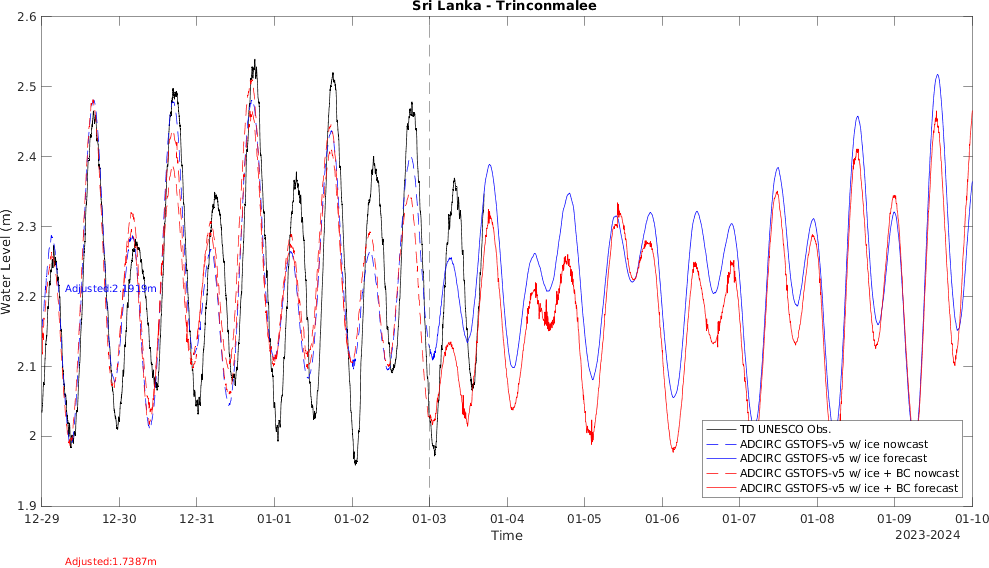 Sri Lanka - Trinconmalee
2.6
2.5
2.4
2.3
2.2
2.1
2
1.9
Water Level (m)
Adjusted:2.1919m
TD UNESCO Obs.
ADCIRC GSTOFS-v5 w/ ice nowcast
ADCIRC GSTOFS-v5 w/ ice forecast
ADCIRC GSTOFS-v5 w/ ice + BC nowcast
ADCIRC GSTOFS-v5 w/ ice + BC forecast
12-29 12-30 12-31 01-01 01-02 01-03 01-04 01-05 01-06 01-07 01-08 01-09 01-10
Time
2023-2024
Adjusted:1.7387m